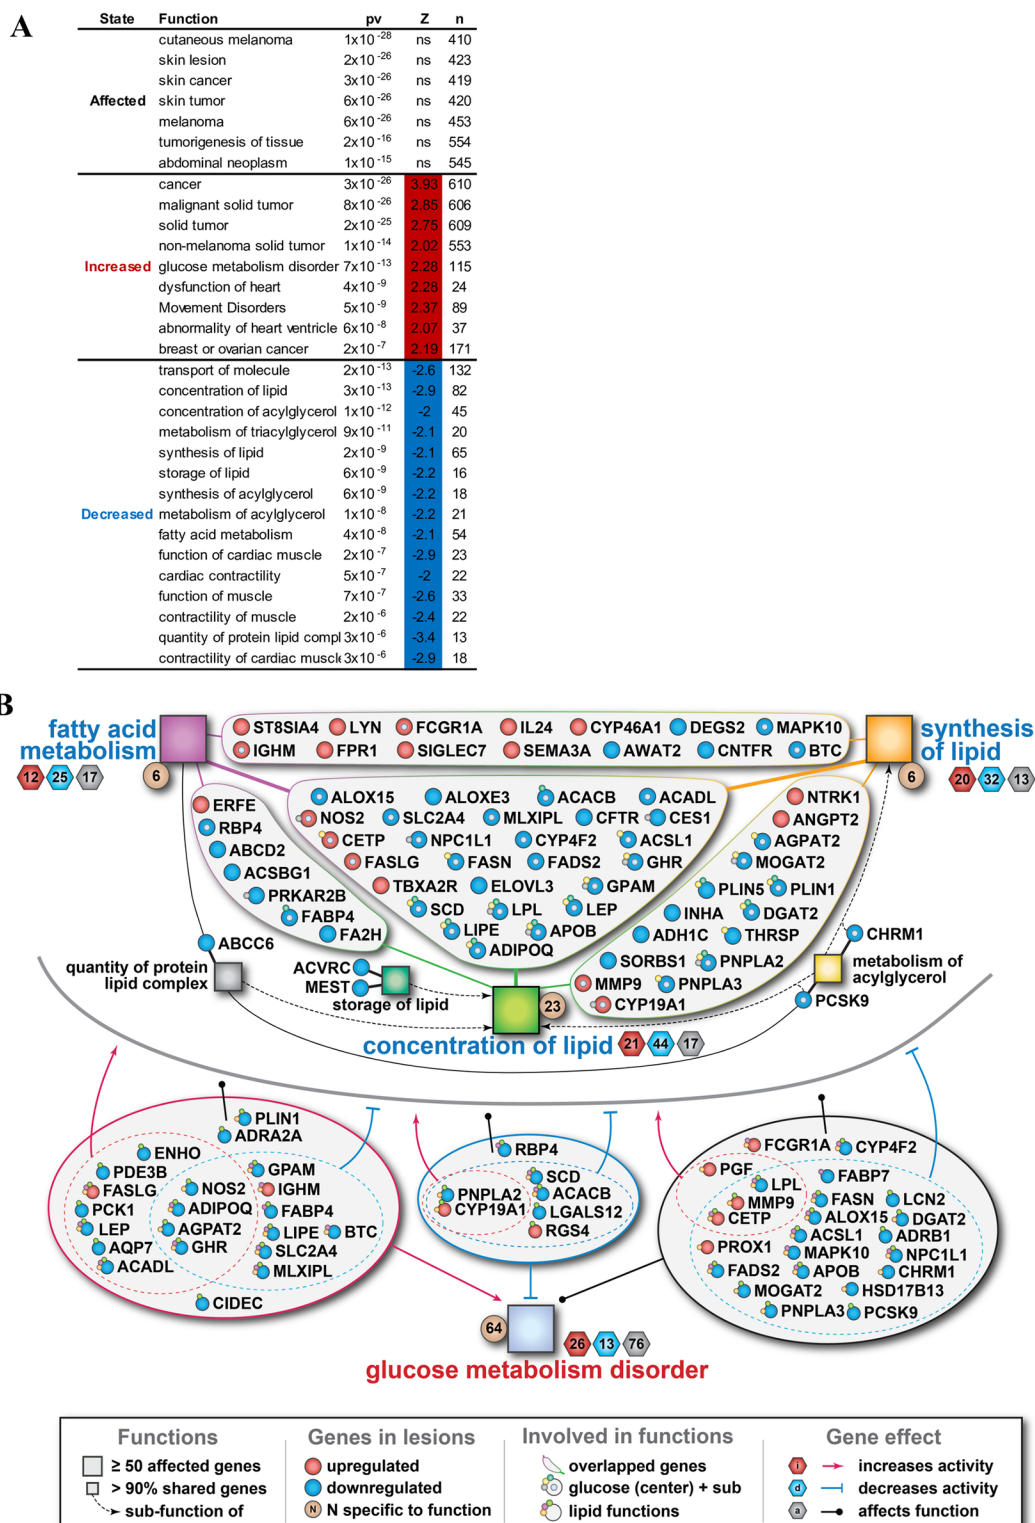 A
State Function pv Z n
cutaneous melanoma 1x10 -28 ns 410
skin lesion 2x10 -26 ns 423
skin cancer 3x10 -26 ns 419
Affected skin tumor 6x10 -26 ns 420
melanoma 6x10 -26 ns 453
tumorigenesis of tissue 2x10 -16 ns 554
abdominal neoplasm 1x10 -15 ns 545
cancer 3x10 -26 3.93 610
malignant solid tumor 8x10 -26 2.85 606
solid tumor 2x10 -25 2.75 609
non-melanoma solid tumor 1x10 -14 2.02 553
Increased glucose metabolism disorder 7x10 -13 2.28 115
dysfunction of heart 4x10 -9 2.28 24
Movement Disorders 5x10 -9 2.37 89
abnormality of heart ventricle 6x10 -8 2.07 37
breast or ovarian cancer 2x10 -7 2.19 171
transport of molecule 2x10 -13 -2.6 132
concentration of lipid 3x10 -13 -2.9 82
concentration of acylglycerol 1x10 -12 -2 45
metabolism of triacylglycerol 9x10 -11 -2.1 20
synthesis of lipid 2x10 -9 -2.1 65
storage of lipid 6x10 -9 -2.2 16
synthesis of acylglycerol 6x10 -9 -2.2 18
Decreased metabolism of acylglycerol 1x10 -8 -2.2 21
fatty acid metabolism 4x10 -8 -2.1 54
function of cardiac muscle 2x10 -7 -2.9 23
cardiac contractility 5x10 -7 -2 22
function of muscle 7x10 -7 -2.6 33
contractility of muscle 2x10 -6 -2.4 22
quantity of protein lipid compl 3x10 -6 -3.4 13
contractility of cardiac muscle 3x10 -6 -2.9 18
B
fatty acid
metabolism
12 25 17
6
ST8SIA4 LYN FCGR1A IL24 CYP46A1 DEGS2 MAPK10
IGHM FPR1 SIGLEC7 SEMA3A AWAT2 CNTFR BTC
synthesis
of lipid
6
20 32 13
ERFE
RBP4
ABCD2
ACSBG1
PRKAR2B
FABP4
FA2H
ALOX15 ALOXE3 ACACB ACADL
NOS2 SLC2A4 MLXIPL CFTR CES1
CETP NPC1L1 CYP4F2 ACSL1
FASLG FASN FADS2 GHR
TBXA2R ELOVL3 GPAM
SCD LPL LEP
LIPE APOB
ADIPOQ
NTRK1
ANGPT2
AGPAT2
MOGAT2
PLIN5 PLIN1
INHA DGAT2
ADH1C THRSP
SORBS1 PNPLA2
MMP9 PNPLA3
CYP19A1
ABCC6
quantity of protein
lipid complex
ACVRC
MEST
storage of lipid
23
CHRM1
metabolism of
acylglycerol
PCSK9
concentration of lipid 21 44 17
PLIN1
ADRA2A
ENHO
PDE3B
FASLG
PCK1
LEP
AQP7
ACADL
NOS2
ADIPOQ
AGPAT2
GHR
GPAM
IGHM
FABP4
LIPE BTC
SLC2A4
MLXIPL
CIDEC
RBP4
PNPLA2
CYP19A1
SCD
ACACB
LGALS12
RGS4
FCGR1A CYP4F2
PGF
LPL
MMP9
CETP
FABP7
FASN LCN2
ALOX15 DGAT2
ACSL1 ADRB1
PROX1 MAPK10 NPC1L1
FADS2 APOB CHRM1
MOGAT2 HSD17B13
PNPLA3 PCSK9
64
26 13 76
glucose metabolism disorder
Functions
≥ 50 affected genes
> 90% shared genes
sub-function of
Genes in lesions
upregulated
downregulated
N N specific to function
Involved in functions
overlapped genes
glucose (center) + sub
lipid functions
Gene effect
i increases activity
d decreases activity
a affects function